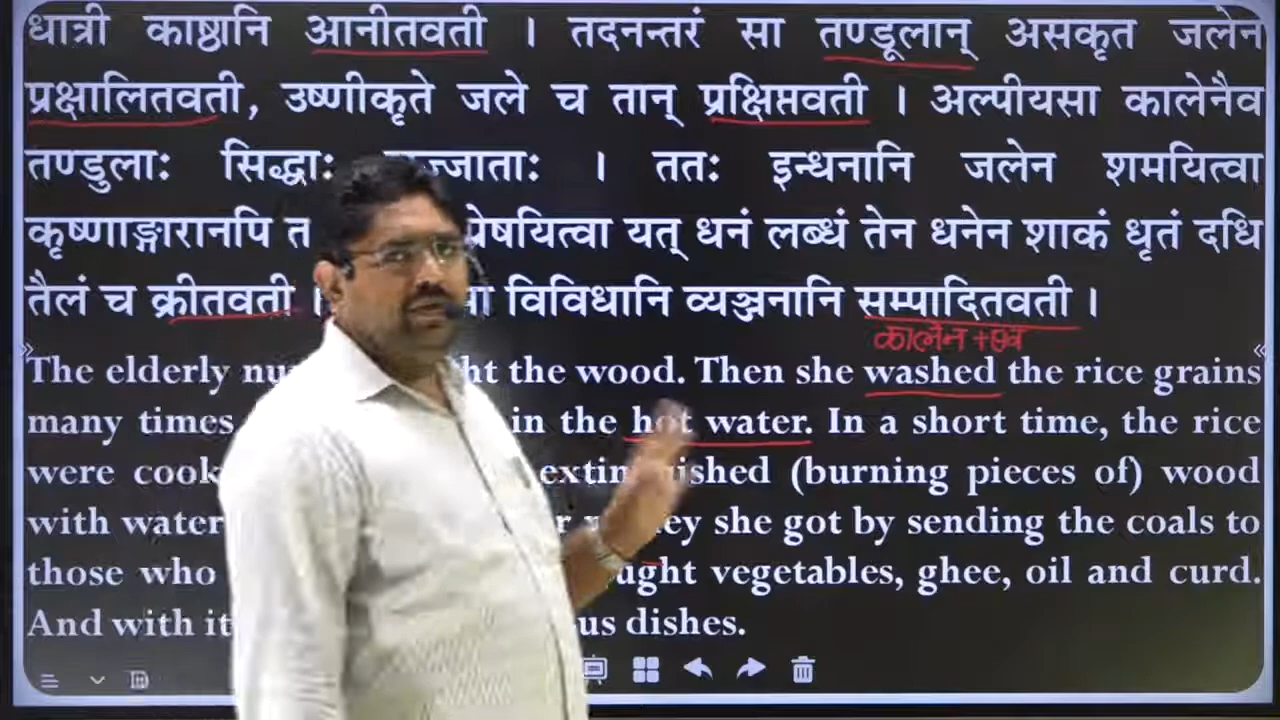 धात्री काष्ठानि आनीतवती । तदनन्तरं सा तण्डूलान् असकृत जलेन
प्रक्षालितवती, उष्णीकृते जले च तान् प्रक्षिप्तवती । अल्पीयसा कालेनैव
तण्डुलाः सिद्धाः ज्जाताः । ततः इन्धनानि जलेन शमयित्वा
कृष्णाङ्गारानपि त प्रेषयित्वा यत् धनं लब्धं तेन धनेन शाकं धृतं दधि
तैलं च क्रीतवती । विविधानि व्यञ्जनानि सम्पादितवती ।
कालेन + एव
The elderly nu ht the wood. Then she washed the rice grains
many times in the hot water. In a short time, the rice
were cook extinguished (burning pieces of) wood
with water she got by sending the coals to
those who ught vegetables, ghee, oil and curd.
And with it us dishes.